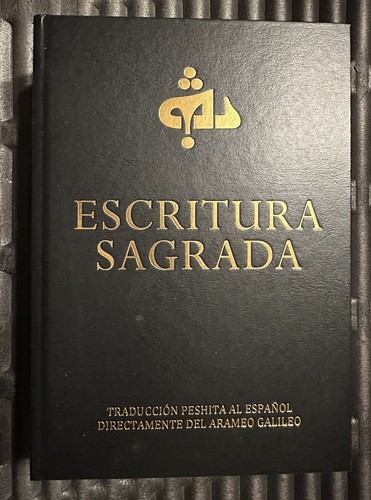 ESCRITURA
SAGRADA
TRADUCCIÓN PESHITA AL ESPAÑOL
DIRECTAMENTE DEL ARAMEO GALILEO